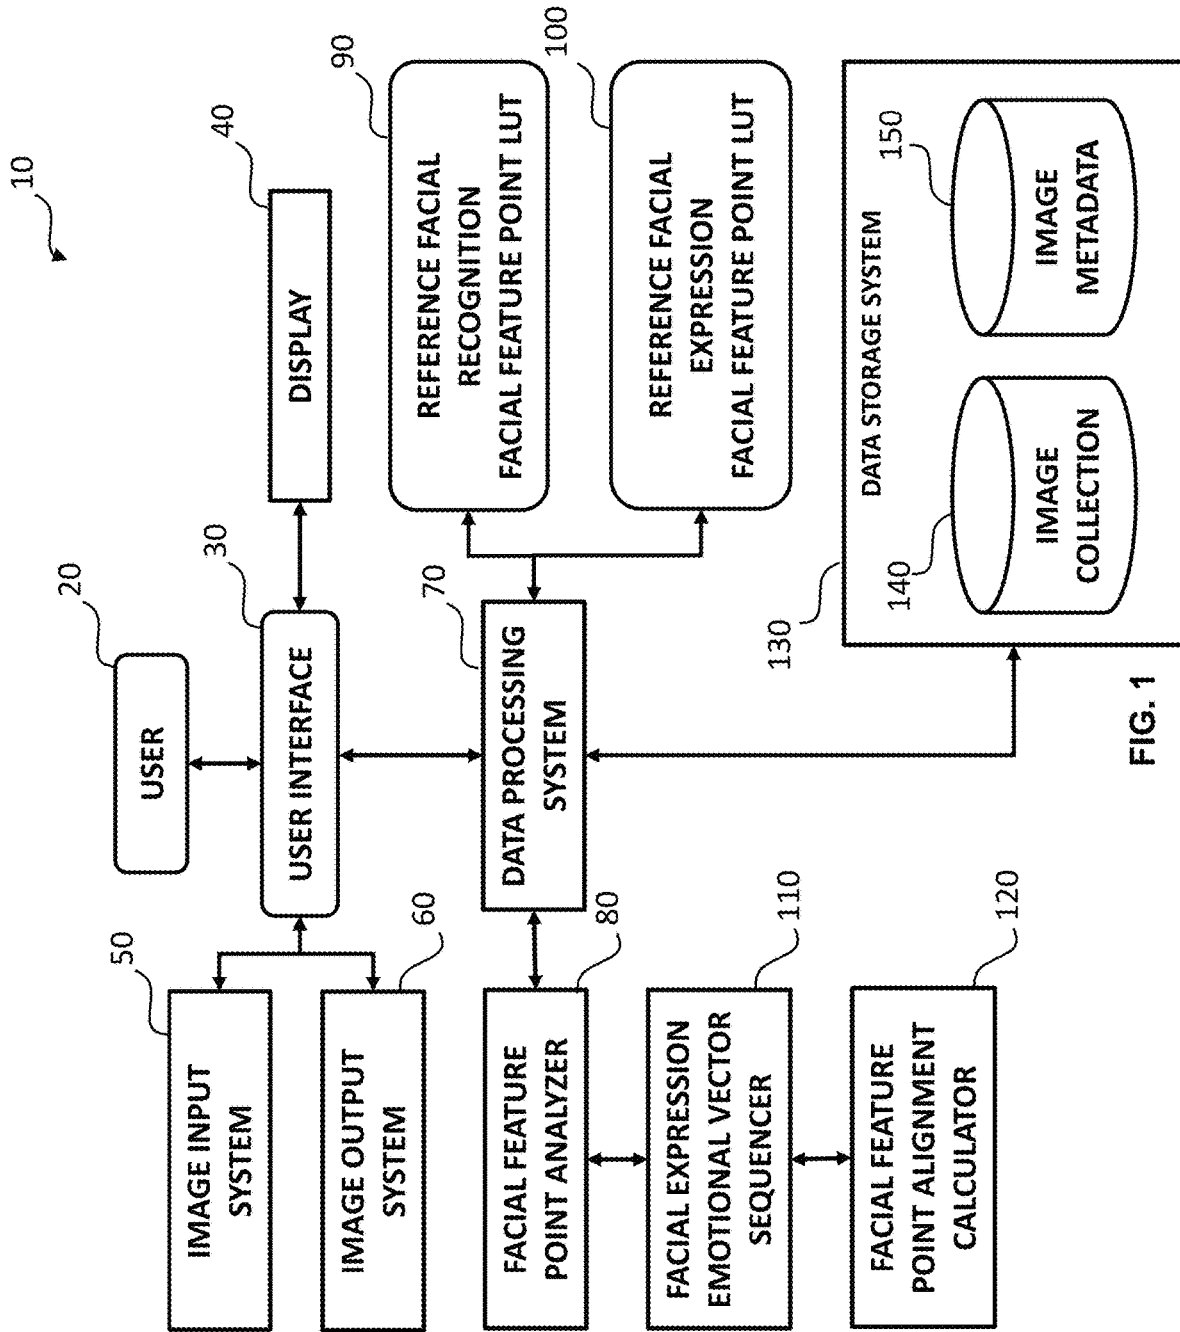 10
20
USER
50
IMAGE INPUT
SYSTEM
30
USER INTERFACE
40
DISPLAY
60
IMAGE OUTPUT
SYSTEM
70
DATA PROCESSING
SYSTEM
90
REFERENCE FACIAL
RECOGNITION
FACIAL FEATURE POINT LUT
80
FACIAL FEATURE
POINT ANALYZER
100
REFERENCE FACIAL
EXPRESSION
FACIAL FEATURE POINT LUT
110
FACIAL EXPRESSION
EMOTIONAL VECTOR
SEQUENCER
120
FACIAL FEATURE
POINT ALIGNMENT
CALCULATOR
130
DATA STORAGE SYSTEM
140
IMAGE
COLLECTION
150
IMAGE
METADATA
FIG. 1